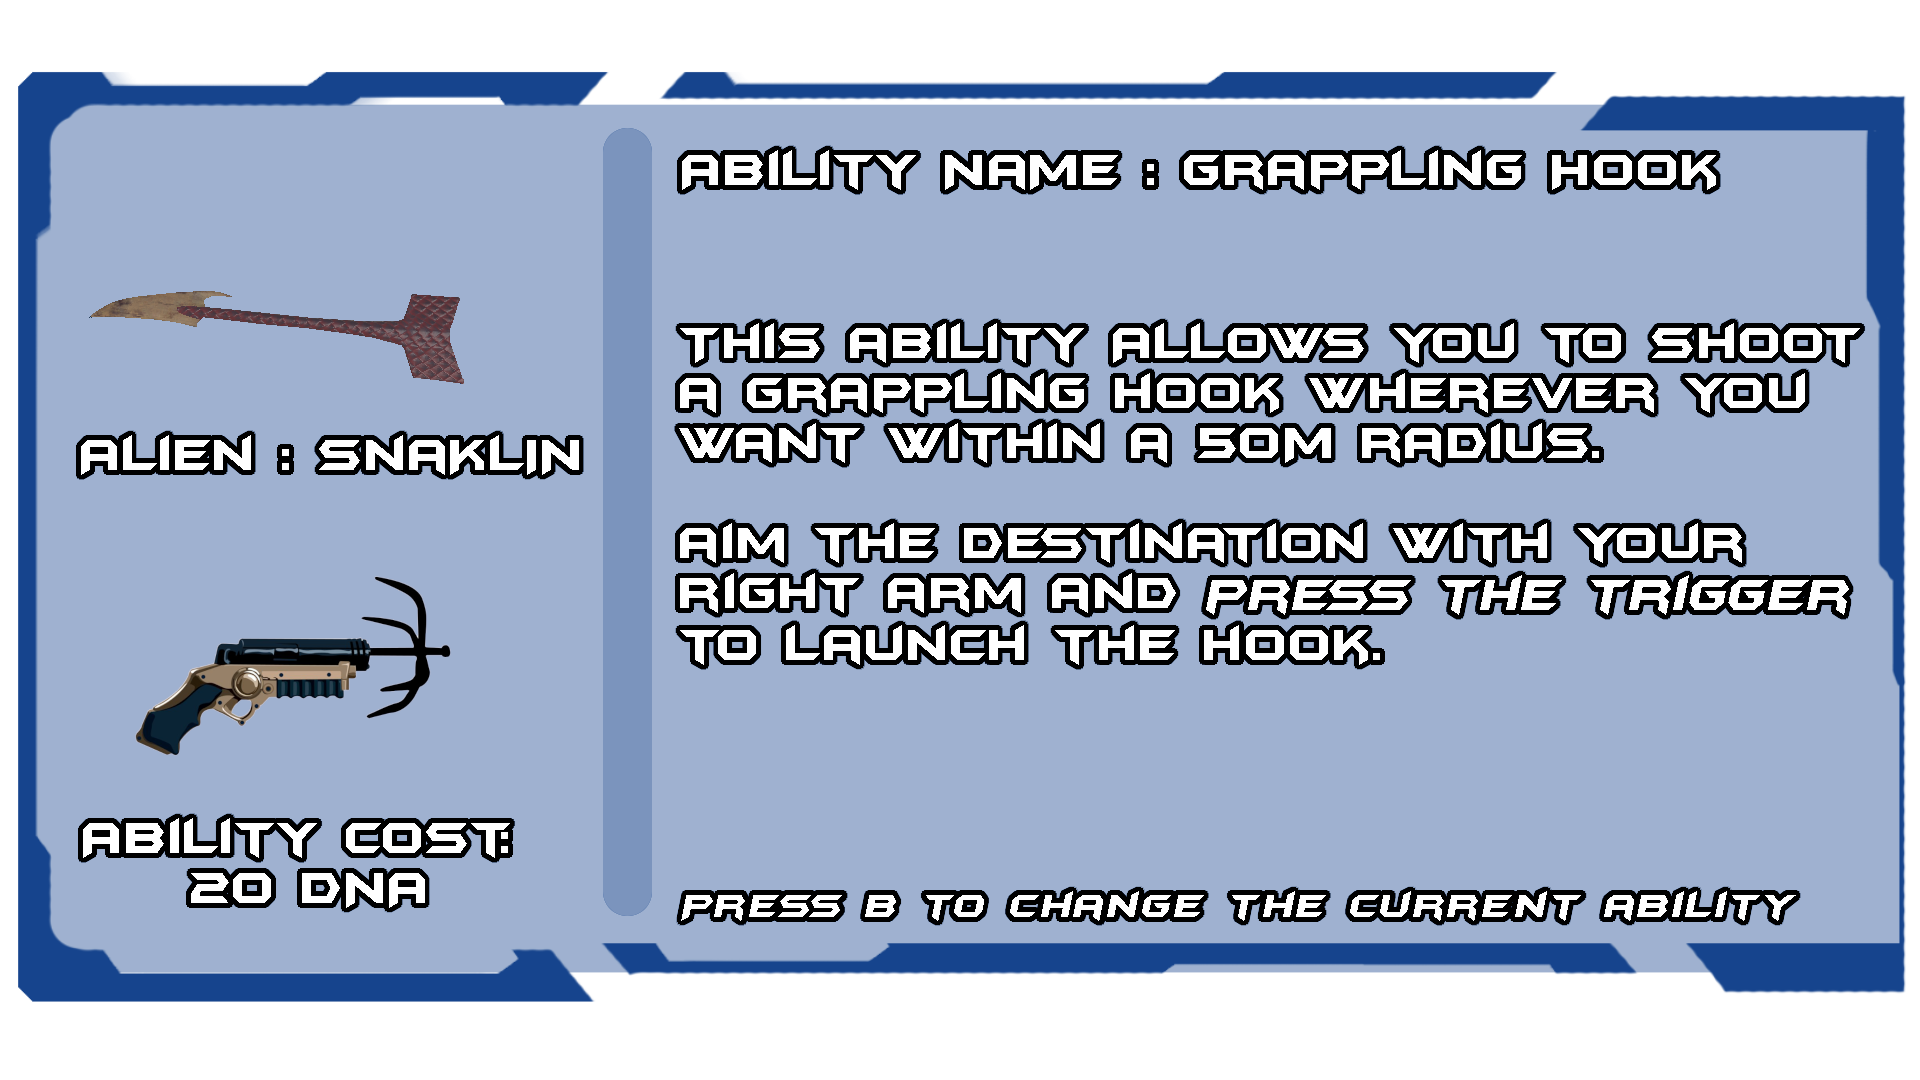 ALIEN : SNAKLIN
ABILITY COST:
20 DNA
ABILITY NAME : GRAPPLING HOOK
THIS ABILITY ALLOWS YOU TO SHOOT
A GRAPPLING HOOK WHEREVER YOU
WANT WITHIN A 50M RADIUS.
AIM THE DESTINATION WITH YOUR
RIGHT ARM AND PRESS THE TRIGGER
TO LAUNCH THE HOOK.
PRESS B TO CHANGE THE CURRENT ABILITY